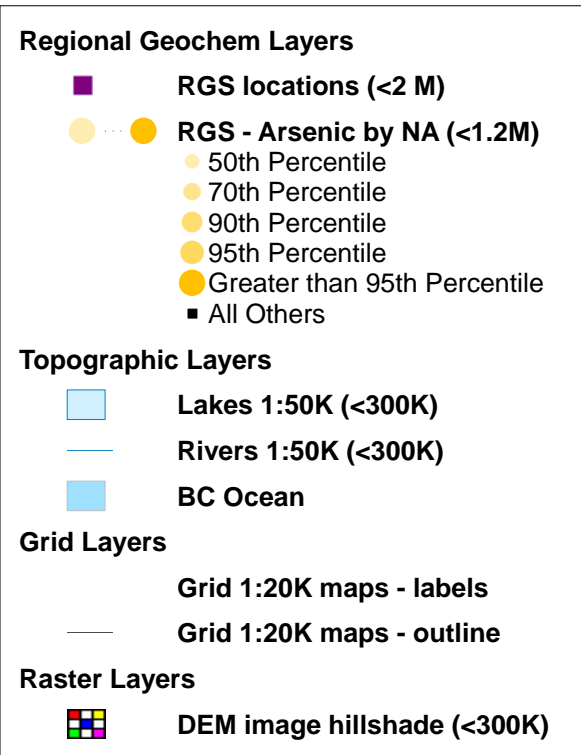 Regional Geochem Layers
RGS locations (<2 M)
RGS - Arsenic by NA (<1.2M)
50th Percentile
70th Percentile
90th Percentile
95th Percentile
Greater than 95th Percentile
All Others
Topographic Layers
Lakes 1:50K (<300K)
Rivers 1:50K (<300K)
BC Ocean
Grid Layers
Grid 1:20K maps - labels
Grid 1:20K maps - outline
Raster Layers
DEM image hillshade (<300K)